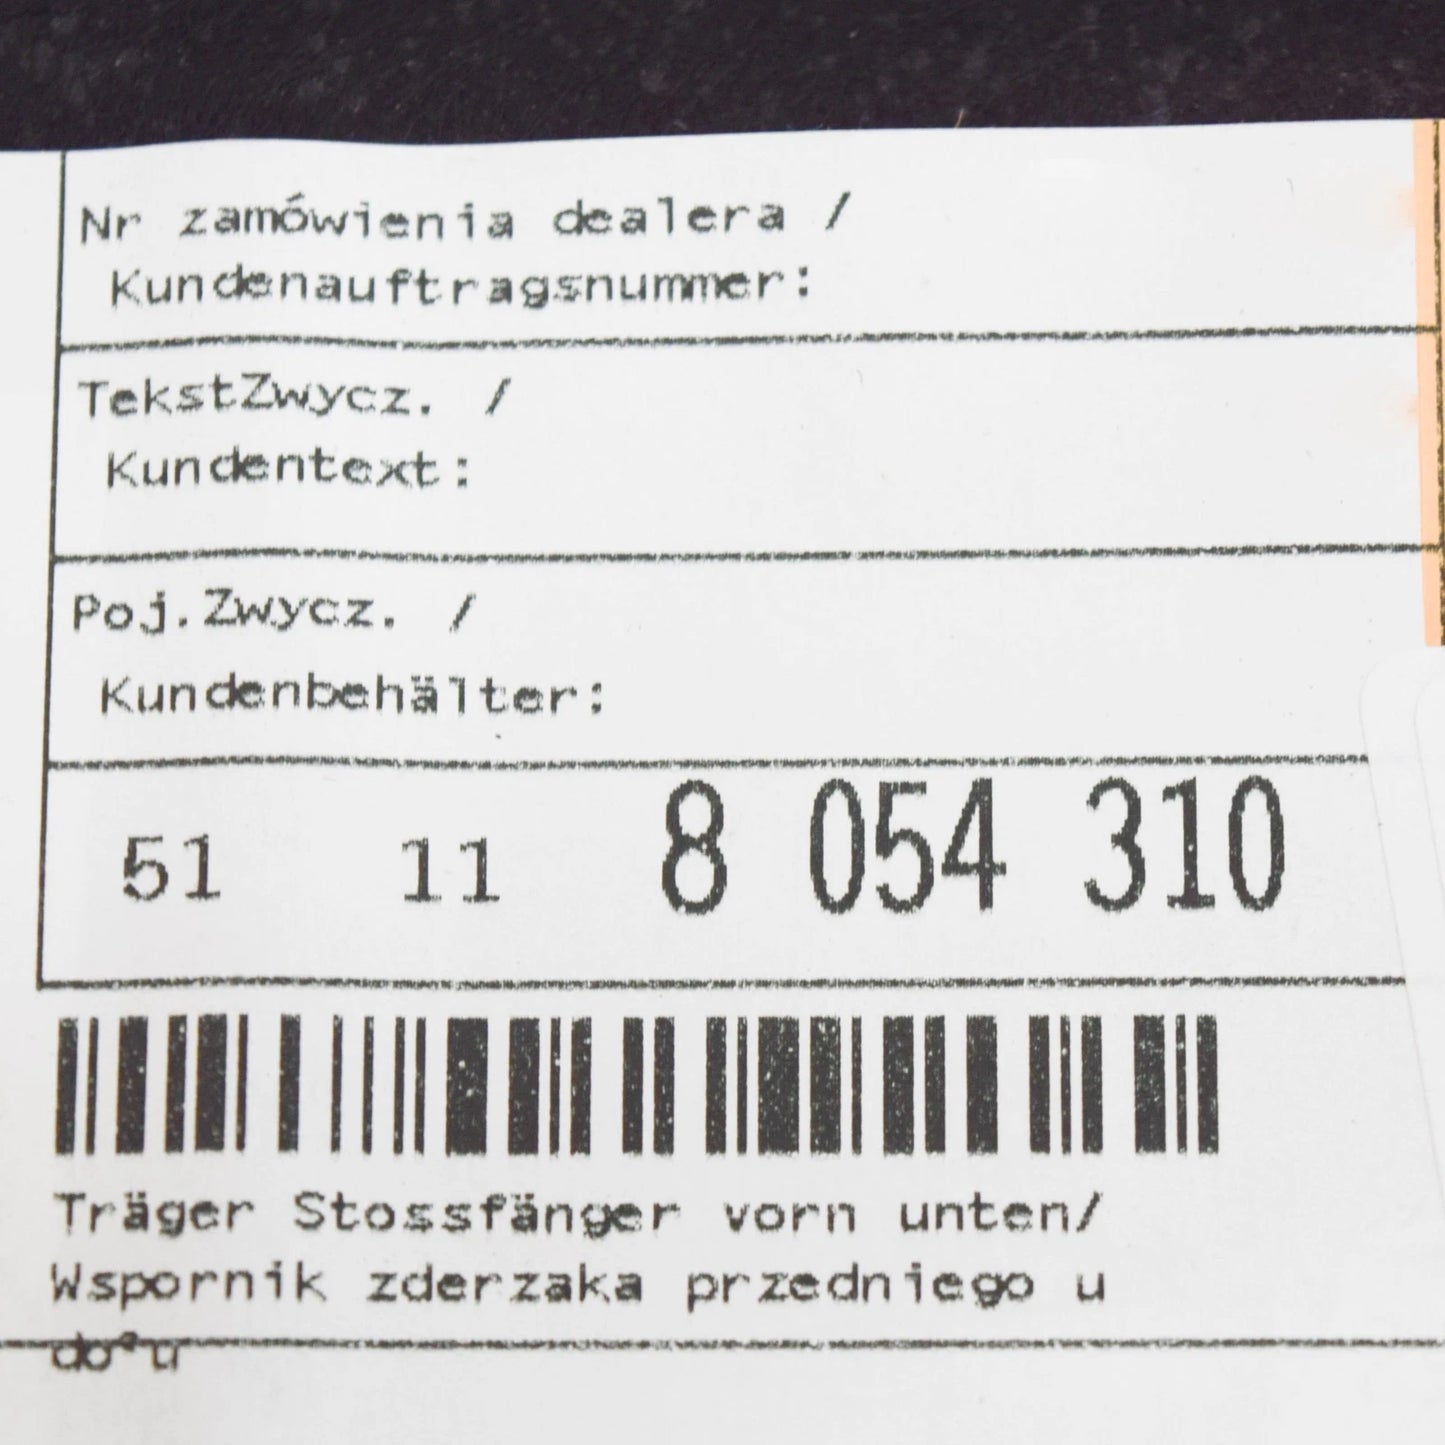 Nr zamówienia dealera /
Kundenauftragsnummer:
TekstZwycz. /
Kundentext:
Poj.Zwycz. /
Kundenbehälter:
51 11 8 054 310
Träger Stossfänger vorn unten/
Wspornik zderzaka przedniego u